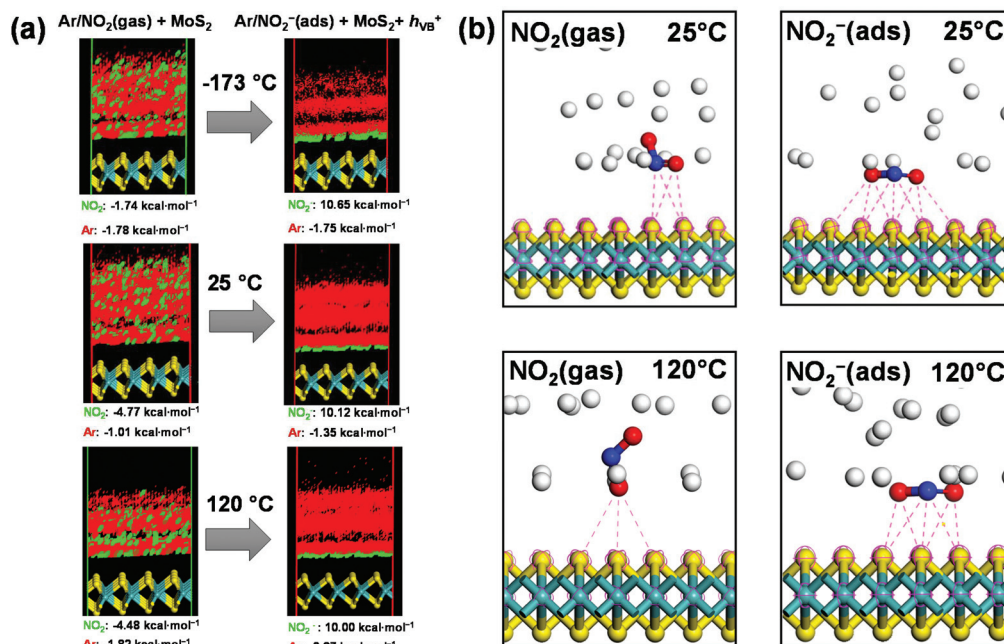 (a)
Ar/NO₂(gas) + MoS₂
Ar/NO₂⁻(ads) + MoS₂+ h_VB⁺
-173 °C
NO₂: -1.74 kcal·mol⁻¹
Ar: -1.78 kcal·mol⁻¹
NO₂⁻: 10.65 kcal·mol⁻¹
Ar: -1.75 kcal·mol⁻¹
25 °C
NO₂: -4.77 kcal·mol⁻¹
Ar: -1.01 kcal·mol⁻¹
NO₂⁻: 10.12 kcal·mol⁻¹
Ar: -1.35 kcal·mol⁻¹
120 °C
NO₂: -4.48 kcal·mol⁻¹
NO₂⁻: 10.00 kcal·mol⁻¹
(b)
NO₂(gas) 25°C
NO₂⁻(ads) 25°C
NO₂(gas) 120°C
NO₂⁻(ads) 120°C